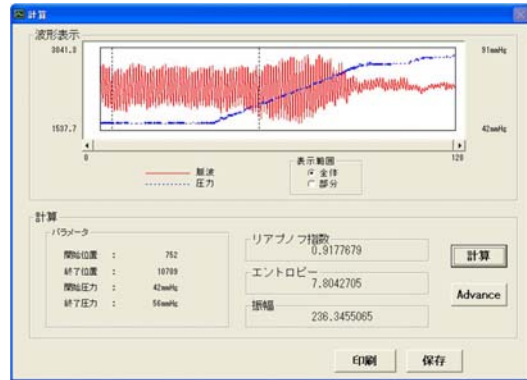 計算
波形表示
3041.3
91mmHg
1507.7
42mmHg
0
120
脈波
圧力
表示範囲
全体
部分
計算
パラメータ
開始位置 : 752
終了位置 : 10709
開始圧力 : 42mmHg
終了圧力 : 56mmHg
リアプノフ指数
0.9177679
エントロピー
7.8042705
振幅
236.3455065
計算
Advance
印刷
保存